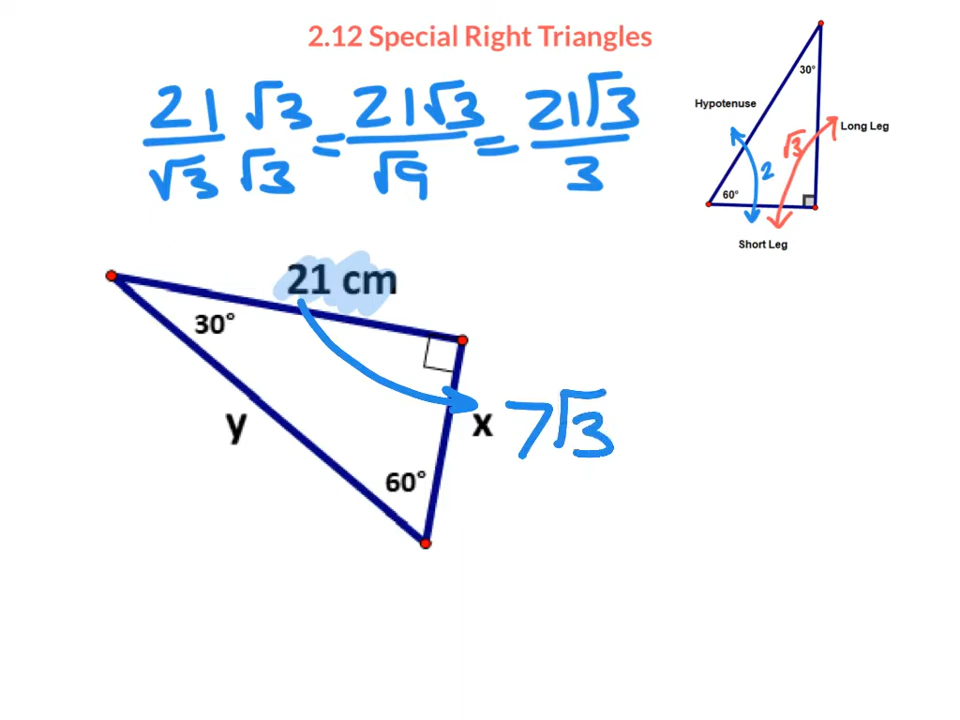 2.12 Special Right Triangles
21/√3 √3/√3 = 21√3/√9 = 21√3/3
30°
Hypotenuse
Long Leg
√3
2
60°
Short Leg
21 cm
30°
y
x 7√3
60°